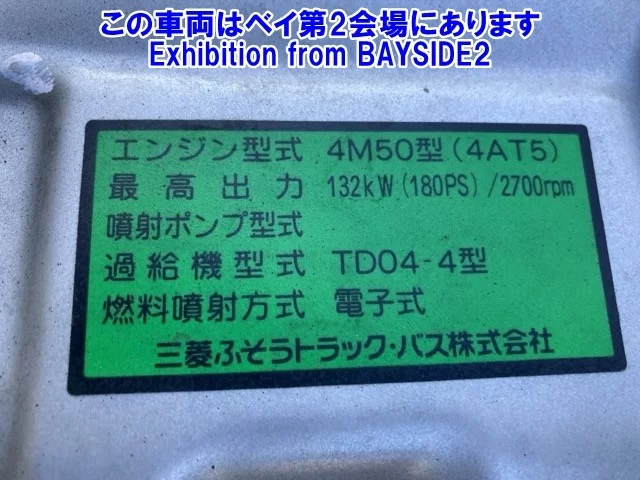 この車両はベイ第2会場にあります
Exhibition from BAYSIDE2
エンジン型式 4M50型(4AT5)
最高出力 132kW(180PS)/2700rpm
噴射ポンプ型式
過給機型式 TD04-4型
燃料噴射方式 電子式
三菱ふそうトラック・バス株式会社